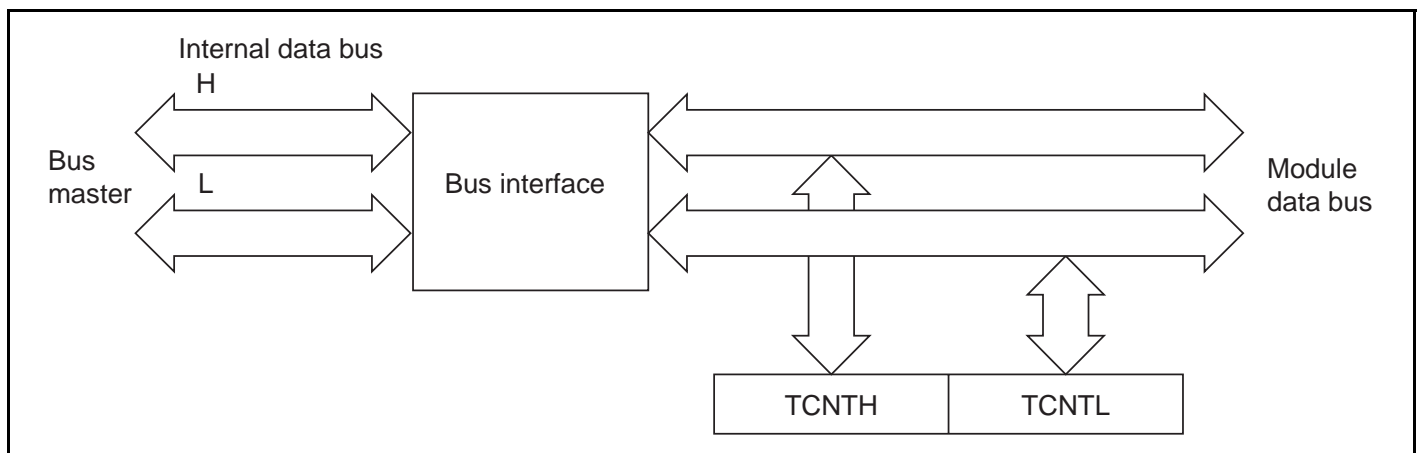 Internal data bus
H
Bus
master
L
Bus interface
Module
data bus
TCNTH
TCNTL